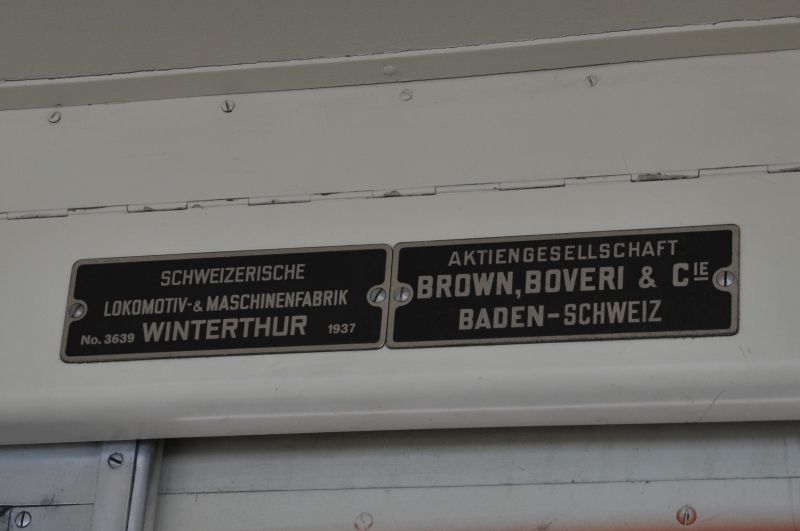 SCHWEIZERISCHE
LOKOMOTIV-& MASCHINENFABRIK
No. 3639 WINTERTHUR 1937
AKTIENGESELLSCHAFT
BROWN, BOVERI & CIE
BADEN-SCHWEIZ